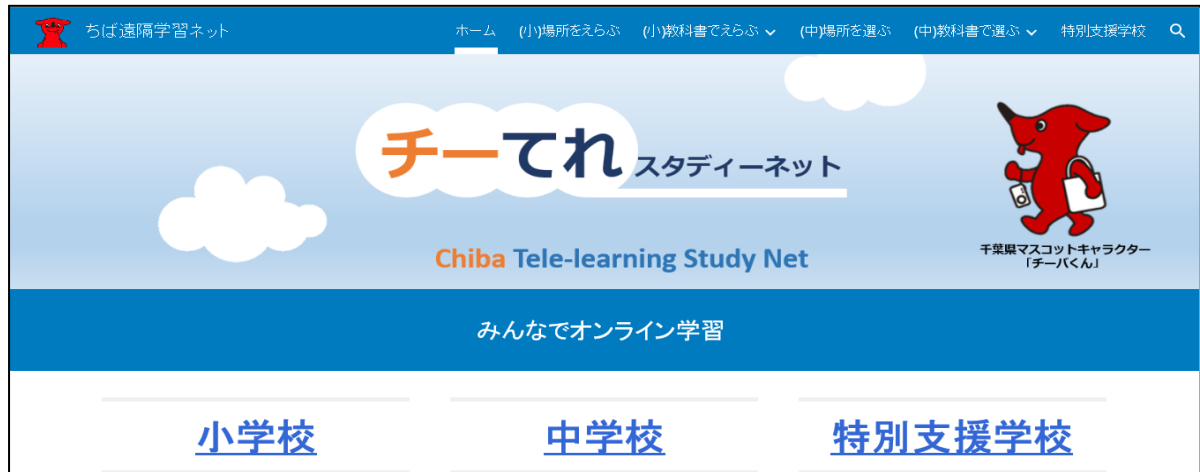 ちば遠隔学習ネット
ホーム (小)場所をえらぶ (小)教科書でえらぶ (中)場所を選ぶ (中)教科書で選ぶ 特別支援学校
チーてれ スタディーネット
Chiba Tele-learning Study Net
千葉県マスコットキャラクター
「チーバくん」
みんなでオンライン学習
小学校 中学校 特別支援学校